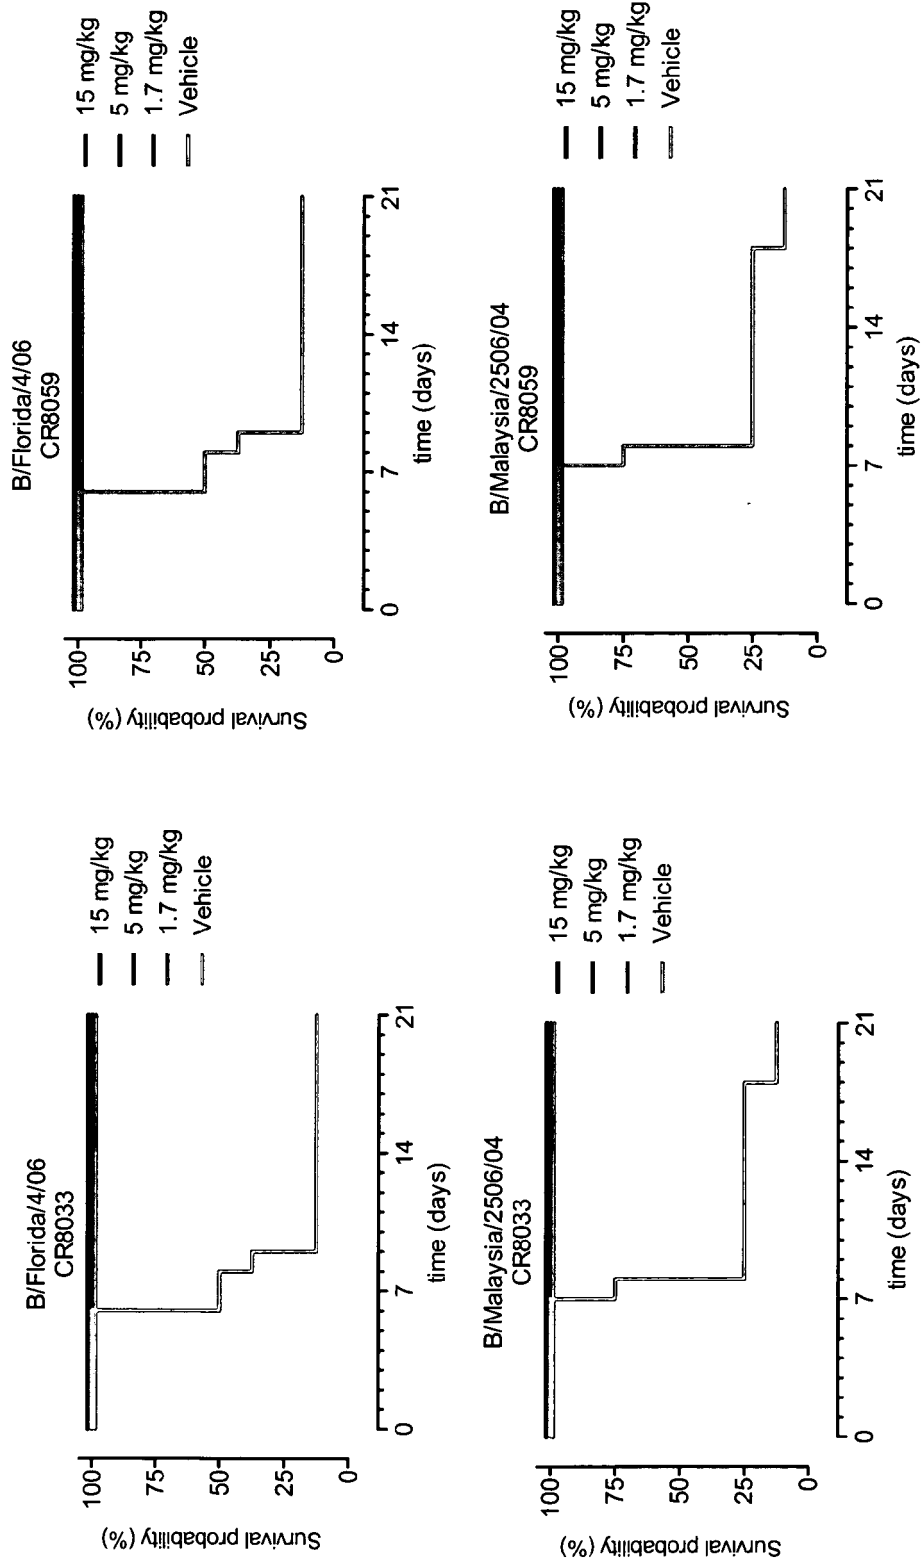 B/Florida/4/06
CR8033
Survival probability (%)
100
75
50
25
0
0
7
14
21
time (days)
15 mg/kg
5 mg/kg
1.7 mg/kg
Vehicle
B/Florida/4/06
CR8059
Survival probability (%)
100
75
50
25
0
0
7
14
21
time (days)
15 mg/kg
5 mg/kg
1.7 mg/kg
Vehicle
B/Malaysia/2506/04
CR8033
Survival probability (%)
100
75
50
25
0
0
7
14
21
time (days)
15 mg/kg
5 mg/kg
1.7 mg/kg
Vehicle
B/Malaysia/2506/04
CR8059
Survival probability (%)
100
75
50
25
0
0
7
14
21
time (days)
15 mg/kg
5 mg/kg
1.7 mg/kg
Vehicle